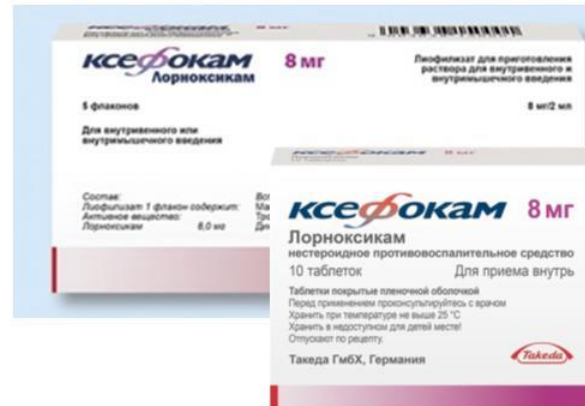 ксефокам 8 мг
Лорноксикам
Лиофилизат для приготовления
раствора для внутривенного и
внутримышечного введения
5 флаконов
8 мг/2 мл
Для внутривенного или
внутримышечного введения
Состав:
Лиофилизат 1 флакон содержит:
Активное вещество:
Лорноксикам 8,0 мг
ксефокам 8 мг
Лорноксикам
нестероидное противовоспалительное средство
10 таблеток Для приема внутрь
Таблетки покрытые пленочной оболочкой
Перед применением проконсультируйтесь с врачом
Хранить при температуре не выше 25 °C
Хранить в недоступном для детей месте!
Отпускают по рецепту.
Такеда ГмбХ, Германия
Takeda